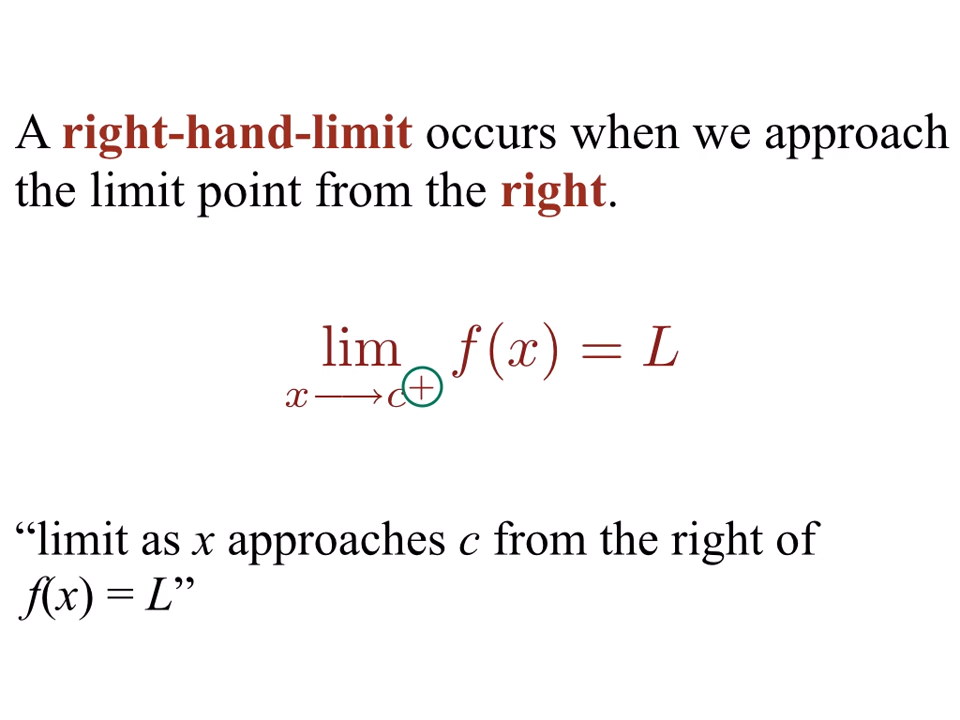 A right-hand-limit occurs when we approach
the limit point from the right.
lim f(x) = L
x⟶c+
“limit as x approaches c from the right of
f(x) = L”